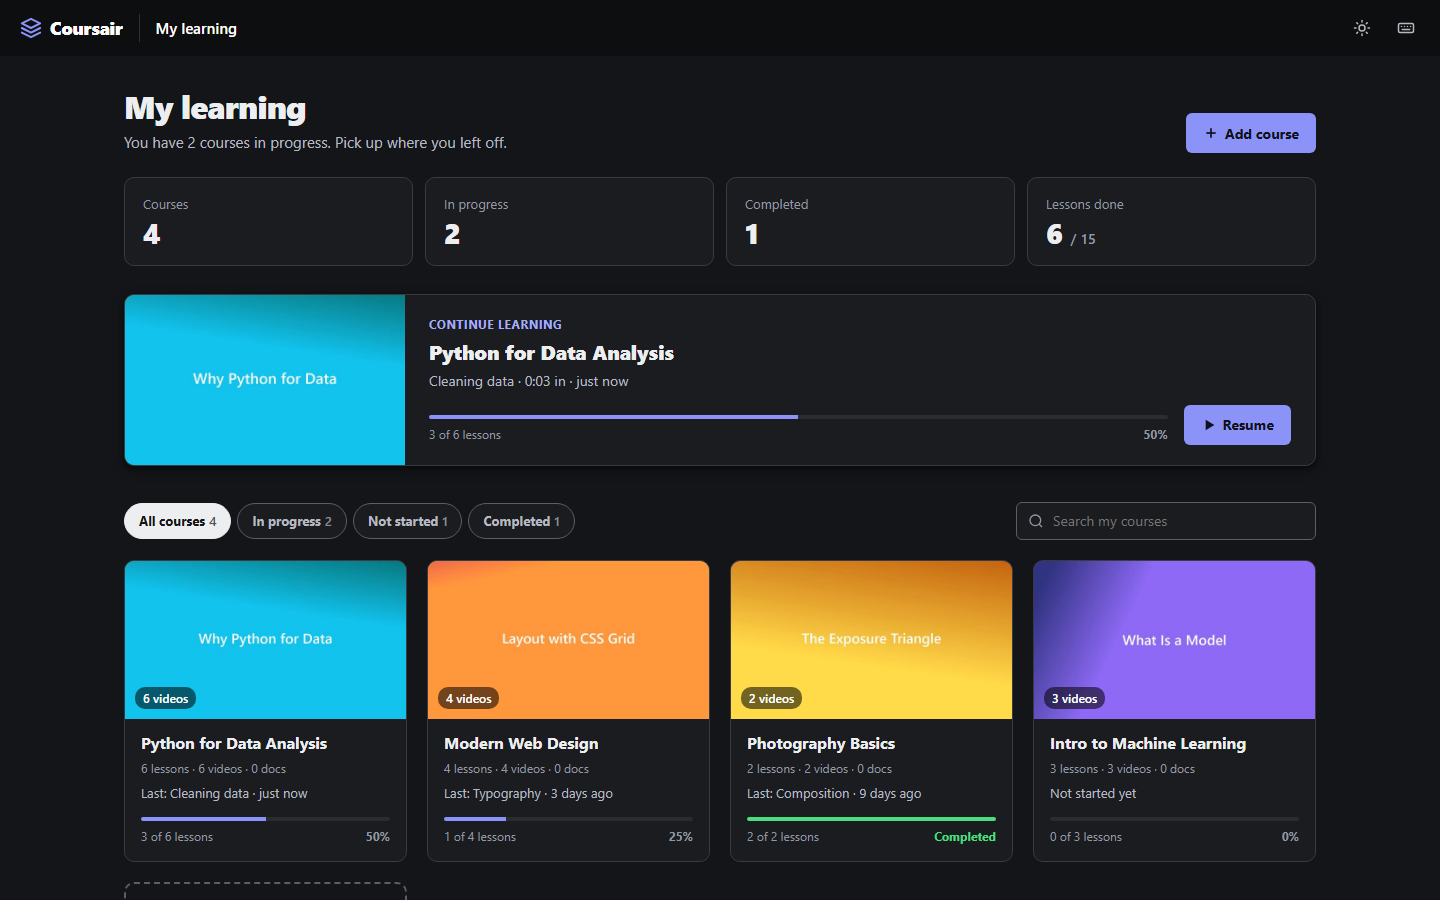 Coursair
My learning
My learning
You have 2 courses in progress. Pick up where you left off.
+ Add course
Courses
4
In progress
2
Completed
1
Lessons done
6 / 15
Why Python for Data
CONTINUE LEARNING
Python for Data Analysis
Cleaning data · 0:03 in · just now
3 of 6 lessons
50%
Resume
All courses 4
In progress 2
Not started 1
Completed 1
Search my courses
Why Python for Data
6 videos
Python for Data Analysis
6 lessons · 6 videos · 0 docs
Last: Cleaning data · just now
3 of 6 lessons
50%
Layout with CSS Grid
4 videos
Modern Web Design
4 lessons · 4 videos · 0 docs
Last: Typography · 3 days ago
1 of 4 lessons
25%
The Exposure Triangle
2 videos
Photography Basics
2 lessons · 2 videos · 0 docs
Last: Composition · 9 days ago
2 of 2 lessons
Completed
What Is a Model
3 videos
Intro to Machine Learning
3 lessons · 3 videos · 0 docs
Not started yet
0 of 3 lessons
0%